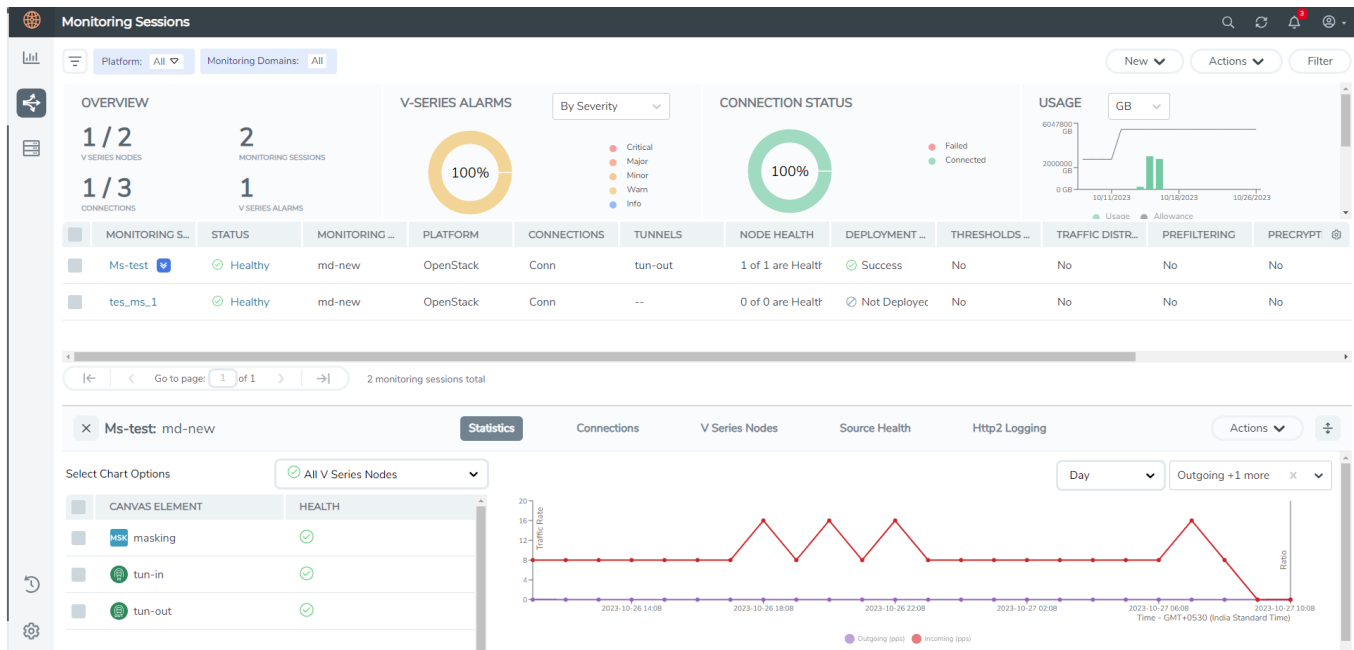 Monitoring Sessions
3
Platform: All
Monitoring Domains: All
New
Actions
Filter
OVERVIEW
1 / 2
V SERIES NODES
2
MONITORING SESSIONS
1 / 3
CONNECTIONS
1
V SERIES ALARMS
V-SERIES ALARMS
By Severity
100%
Critical
Major
Minor
Warn
Info
CONNECTION STATUS
100%
Failed
Connected
USAGE
GB
6047800
GB
2000000
GB
0 GB
10/11/2023 10/18/2023 10/26/2023
Usage Allowance
MONITORING S... STATUS MONITORING ... PLATFORM CONNECTIONS TUNNELS NODE HEALTH DEPLOYMENT ... THRESHOLDS ... TRAFFIC DISTR... PREFILTERING PRECRYPT
Ms-test Healthy md-new OpenStack Conn tun-out 1 of 1 are Health Success No No No No
tes_ms_1 Healthy md-new OpenStack Conn -- 0 of 0 are Health Not Deployec No No No No
Go to page: 1 of 1
2 monitoring sessions total
Ms-test: md-new
Statistics
Connections
V Series Nodes
Source Health
Http2 Logging
Actions
Select Chart Options
All V Series Nodes
Day
Outgoing +1 more
CANVAS ELEMENT HEALTH
MSK masking
tun-in
tun-out
Traffic Rate
20
16
12
8
4
0
Ratio
2023-10-26 14:08 2023-10-26 18:08 2023-10-26 22:08 2023-10-27 02:08 2023-10-27 06:08 2023-10-27 10:08
Time - GMT+0530 (India Standard Time)
Outgoing (pps) Incoming (pps)